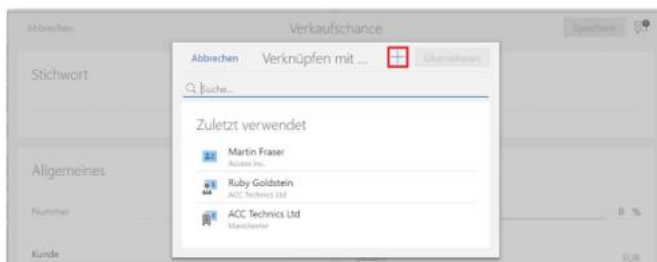 Abbrechen Verkaufschance Speichern
Abbrechen Verknüpfen mit ... Übernehmen
Stichwort
Suche...
Zuletzt verwendet
Martin Fraser
Access Inc.
Allgemeines
Ruby Goldstein
ACC Technics Ltd
Nummer
ACC Technics Ltd
0 %
Manchester
Kunde
EUR